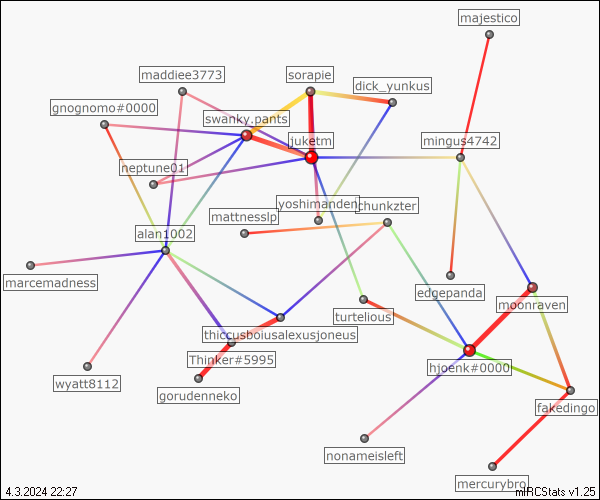 majestico
maddiee3773
sorapie
dick_yunkus
gnognomo#0000
swanky.pants
juketm
mingus4742
neptune01
yoshimanden
chunkzter
mattnesslp
alan1002
marcemadness
edgepanda
moonraven
turtelious
thiccusboiusalexusjoneus
Thinker#5995
hjoenk#0000
wyatt8112
gorudenneko
fakedingo
nonameisleft
mercurybro
4.3.2024 22:27
mIRCStats v1.25